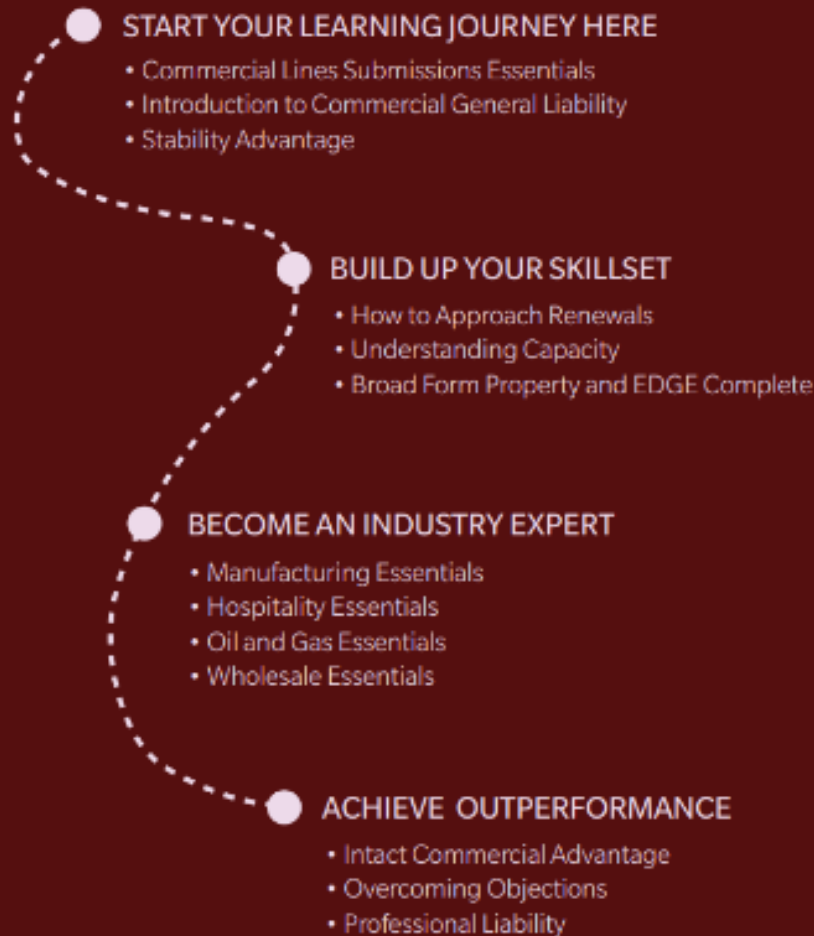 START YOUR LEARNING JOURNEY HERE
• Commercial Lines Submissions Essentials
• Introduction to Commercial General Liability
• Stability Advantage
BUILD UP YOUR SKILLSET
• How to Approach Renewals
• Understanding Capacity
• Broad Form Property and EDGE Complete
BECOME AN INDUSTRY EXPERT
• Manufacturing Essentials
• Hospitality Essentials
• Oil and Gas Essentials
• Wholesale Essentials
ACHIEVE OUTPERFORMANCE
• Intact Commercial Advantage
• Overcoming Objections
• Professional Liability